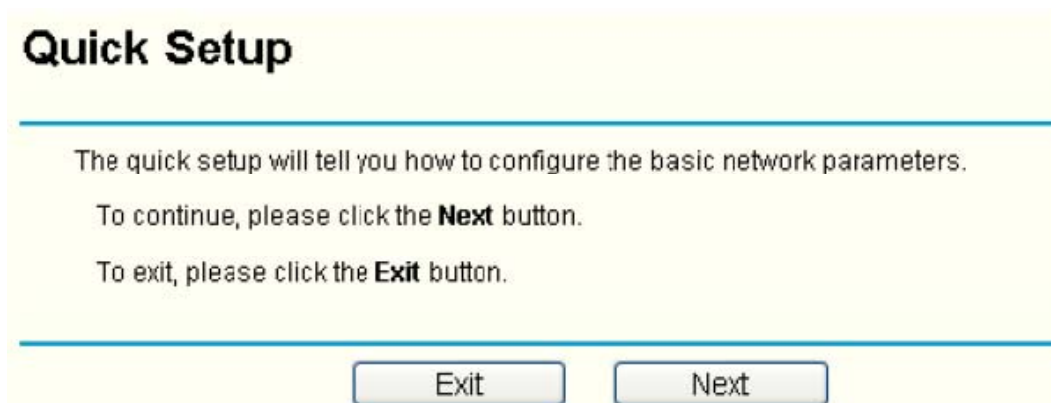 Quick Setup
The quick setup will tell you how to configure the basic network parameters.
To continue, please click the Next button.
To exit, please click the Exit button.
Exit Next